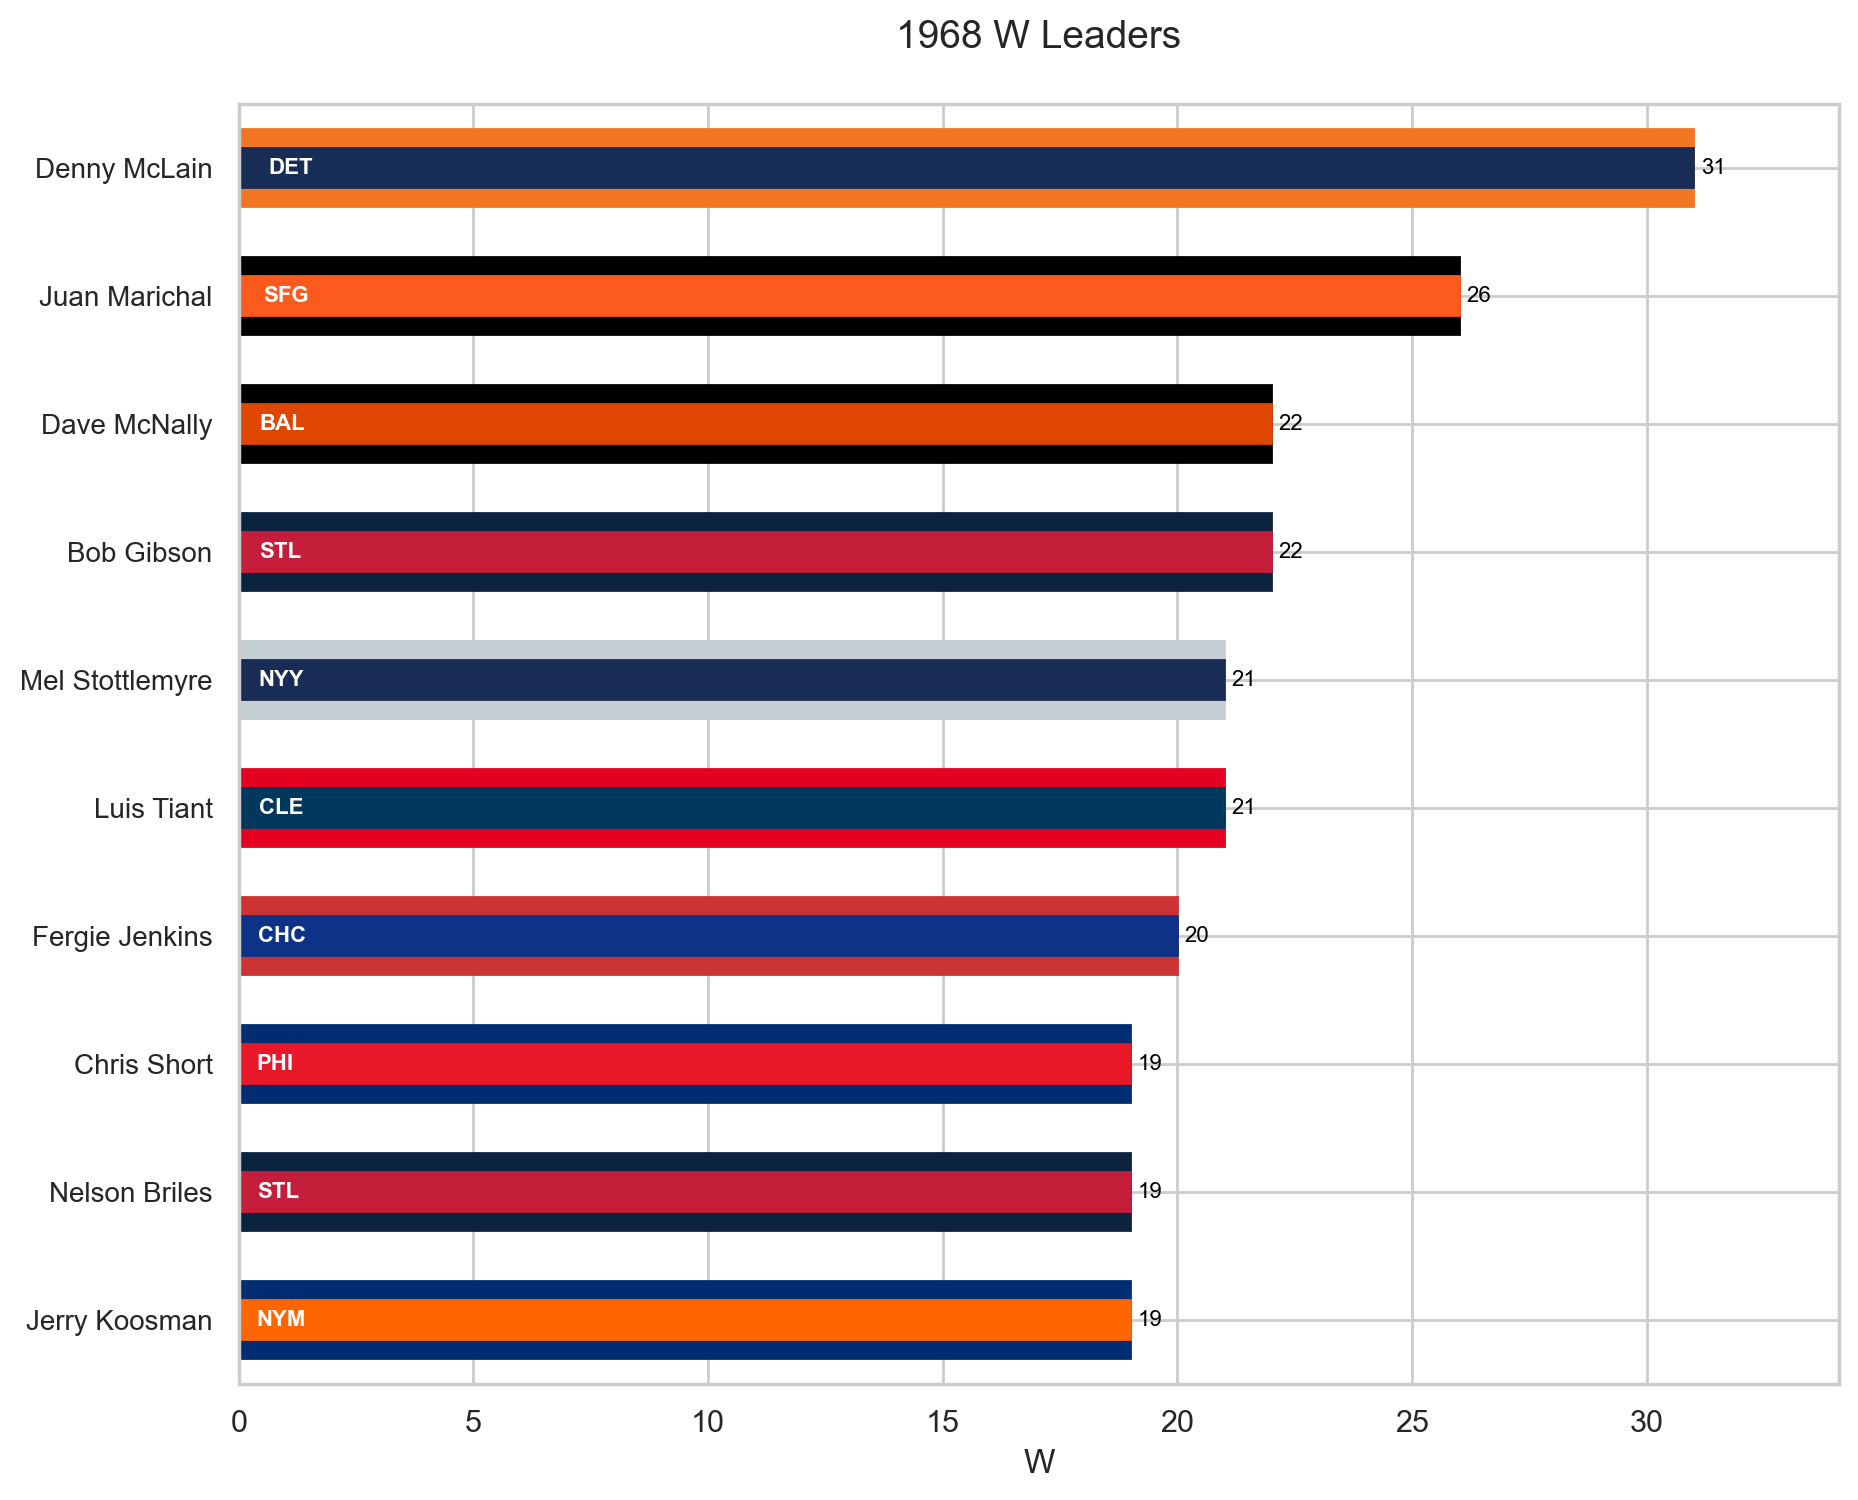 1968 W Leaders
Denny McLain DET 31
Juan Marichal SFG 26
Dave McNally BAL 22
Bob Gibson STL 22
Mel Stottlemyre NYY 21
Luis Tiant CLE 21
Fergie Jenkins CHC 20
Chris Short PHI 19
Nelson Briles STL 19
Jerry Koosman NYM 19
0 5 10 15 20 25 30
W